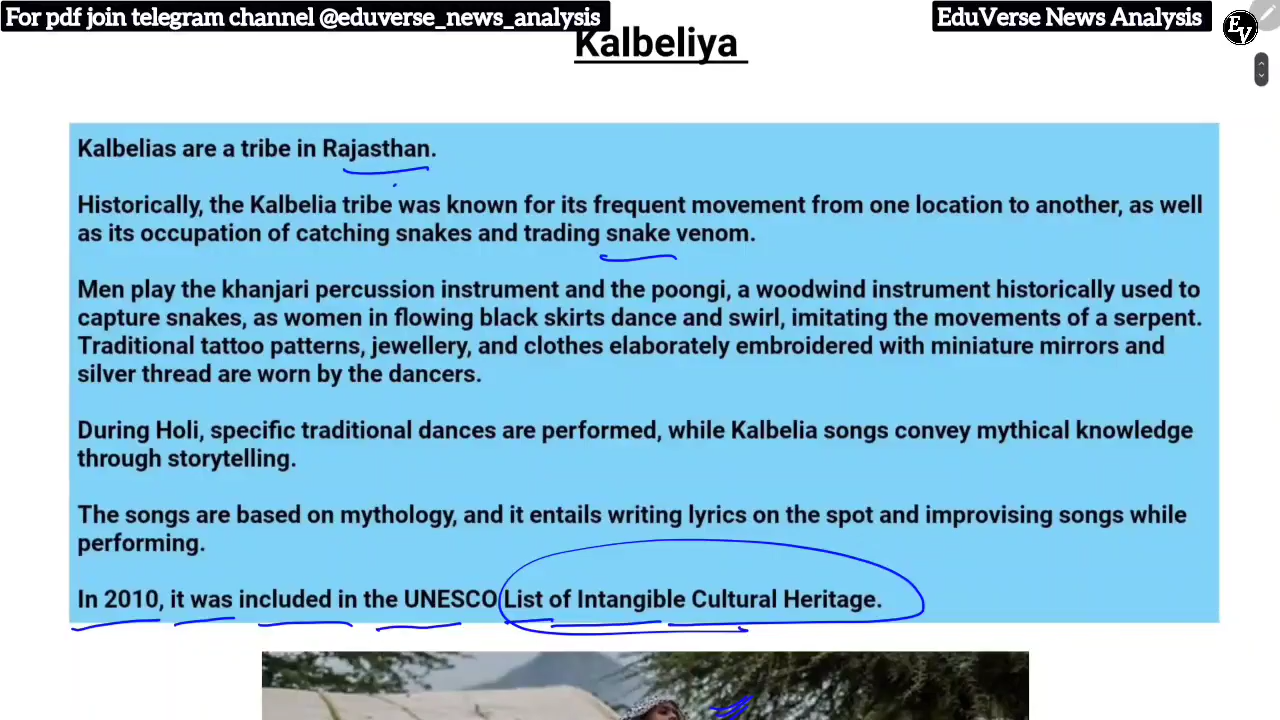 For pdf join telegram channel @eduverse_news_analysis
EduVerse News Analysis
EV
Kalbeliya
Kalbelias are a tribe in Rajasthan.
Historically, the Kalbelia tribe was known for its frequent movement from one location to another, as well
as its occupation of catching snakes and trading snake venom.
Men play the khanjari percussion instrument and the poongi, a woodwind instrument historically used to
capture snakes, as women in flowing black skirts dance and swirl, imitating the movements of a serpent.
Traditional tattoo patterns, jewellery, and clothes elaborately embroidered with miniature mirrors and
silver thread are worn by the dancers.
During Holi, specific traditional dances are performed, while Kalbelia songs convey mythical knowledge
through storytelling.
The songs are based on mythology, and it entails writing lyrics on the spot and improvising songs while
performing.
In 2010, it was included in the UNESCO List of Intangible Cultural Heritage.